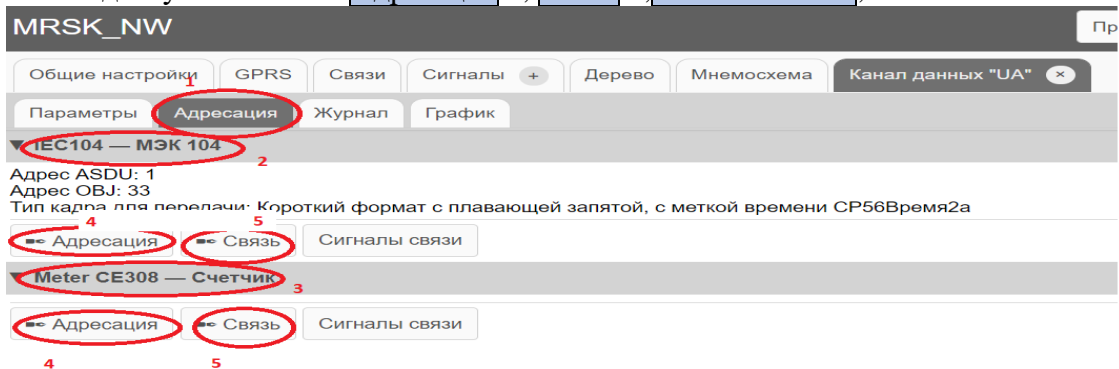 MRSK_NW
Общие настройки GPRS Связи Сигналы + Дерево Мнемосхема Канал данных "UA" ×
1
Параметры Адресация Журнал График
▼ IEC104 — МЭК 104
2
Адрес ASDU: 1
Адрес OBJ: 33
Тип кадра для передачи: Короткий формат с плавающей запятой, с меткой времени CP56Время2а
4 5
Адресация Связь Сигналы связи
▼ Meter CE308 — Счетчик
3
Адресация Связь Сигналы связи
4 5